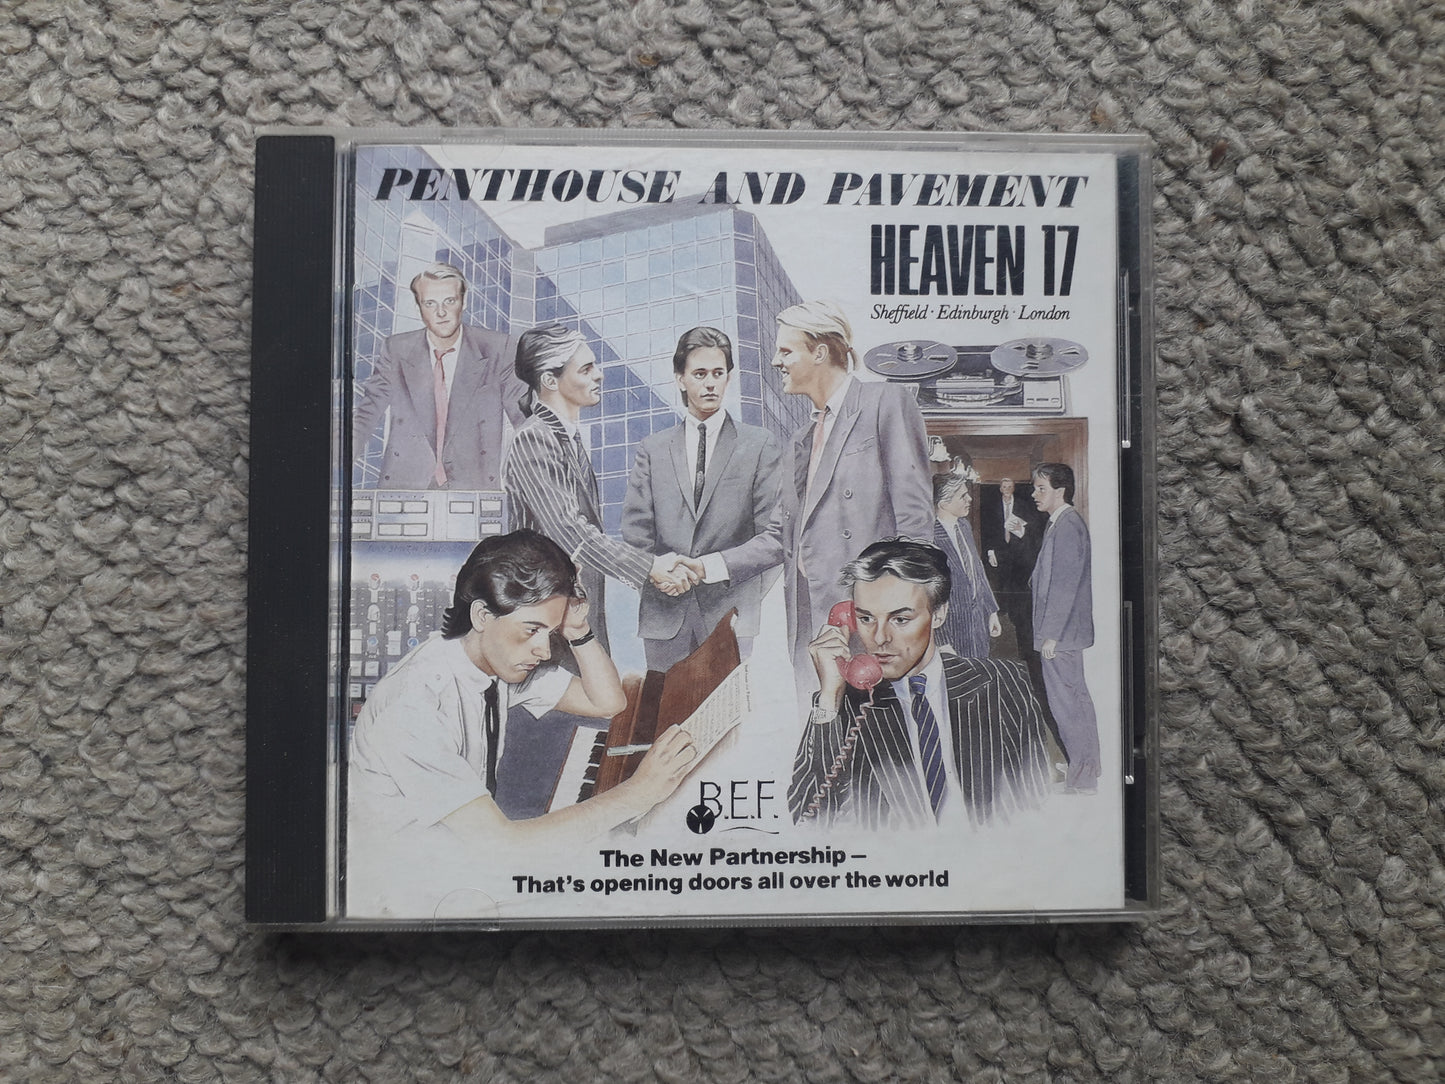 PENTHOUSE AND PAVEMENT
HEAVEN 17
Sheffield · Edinburgh · London
B.E.F.
The New Partnership –
That's opening doors all over the world